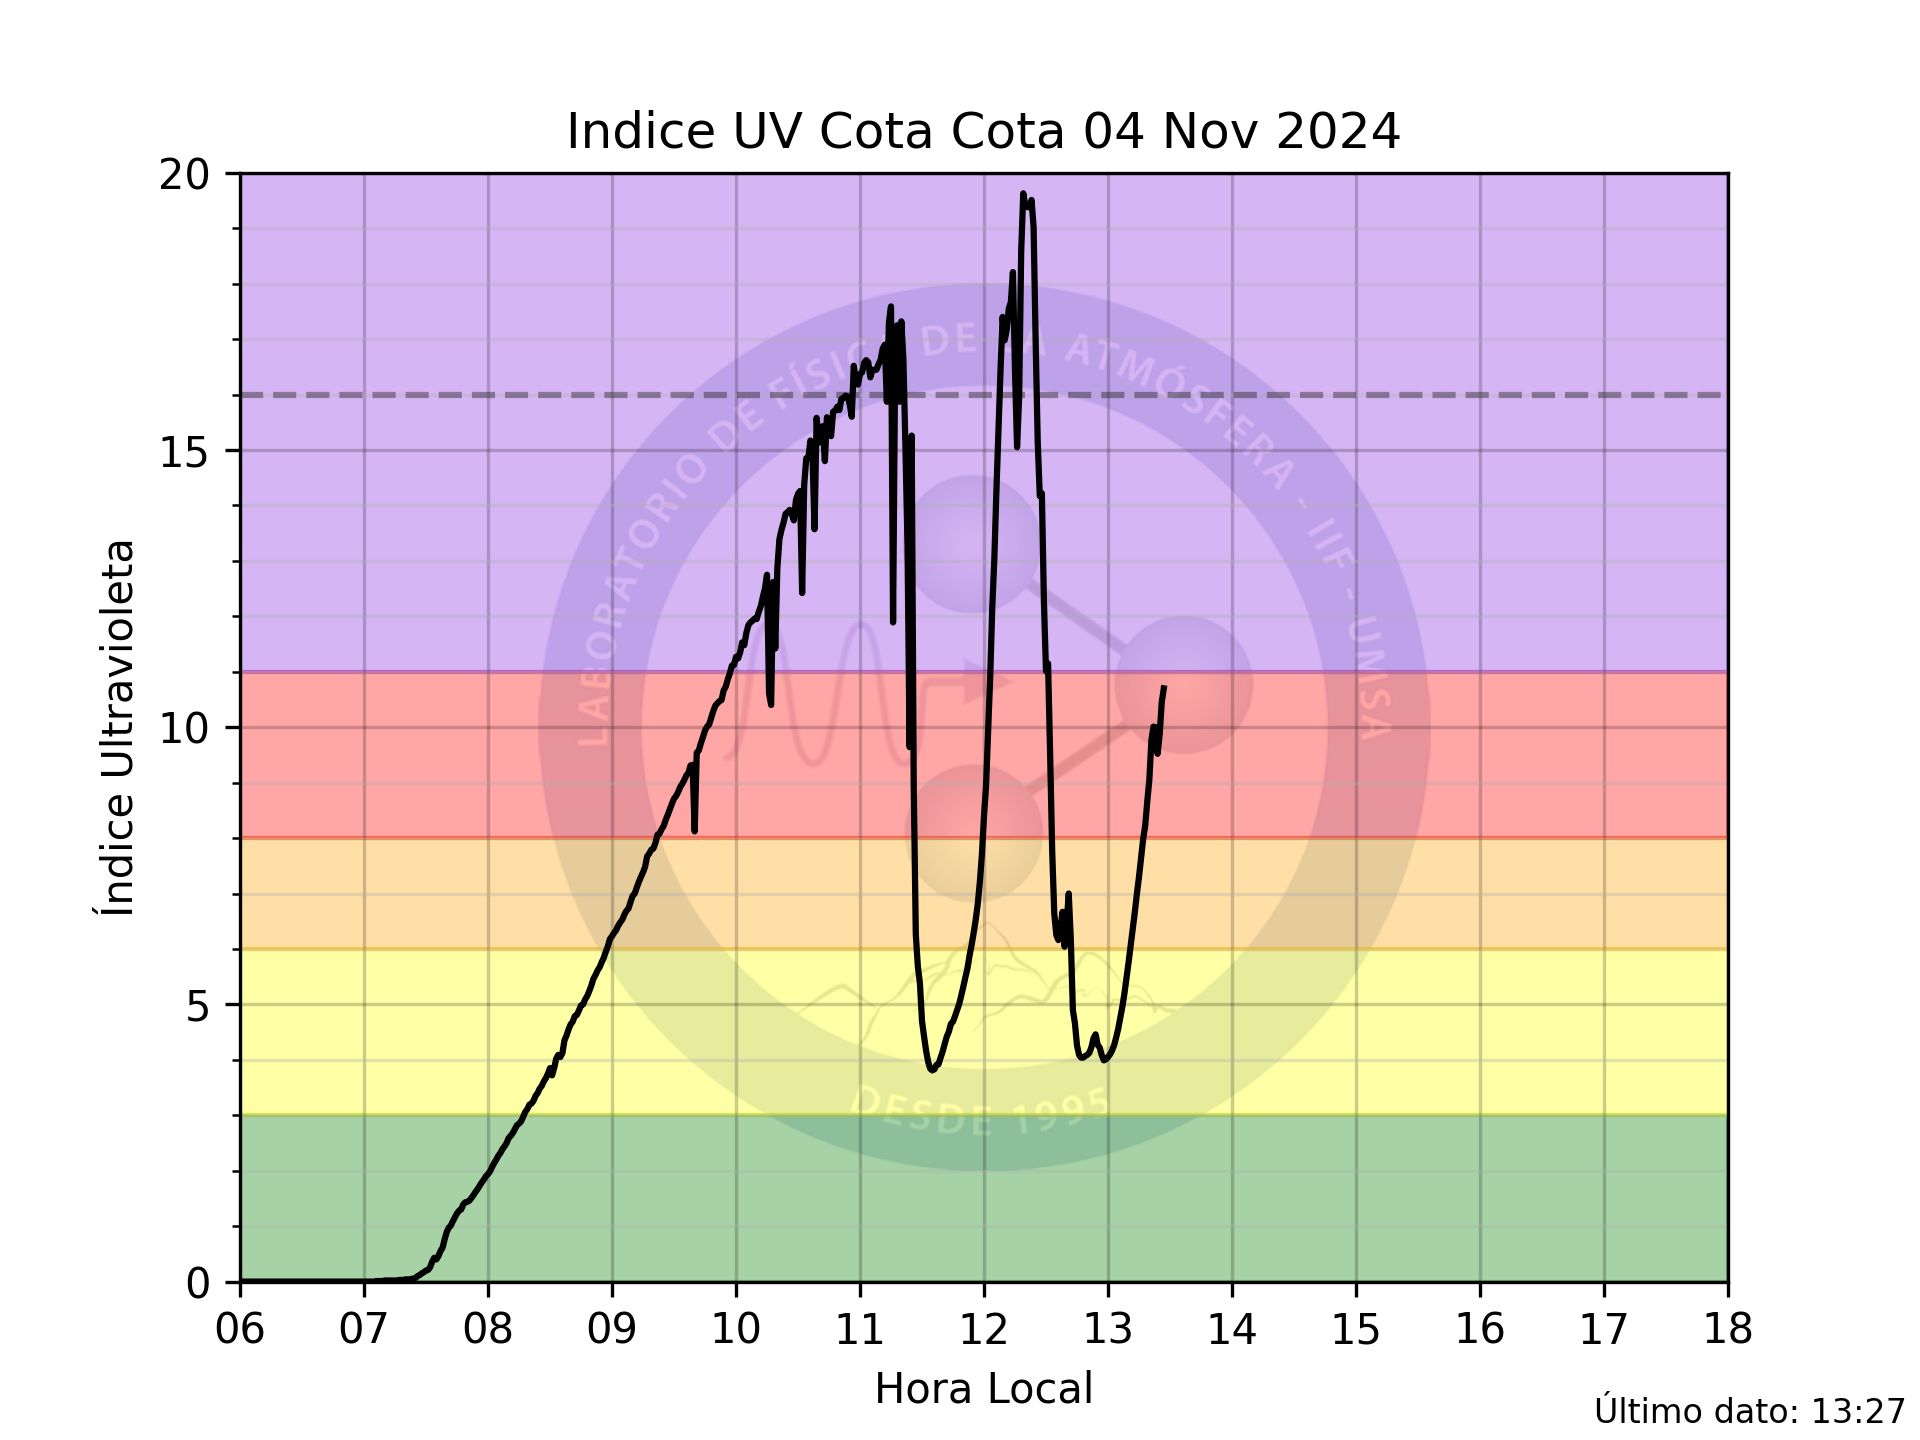 Indice UV Cota Cota 04 Nov 2024
20
15
10
5
0
Índice Ultravioleta
LABORATORIO DE FÍSICA DE LA ATMÓSFERA - IIF - UMSA
DESDE 1995
06 07 08 09 10 11 12 13 14 15 16 17 18
Hora Local
Último dato: 13:27